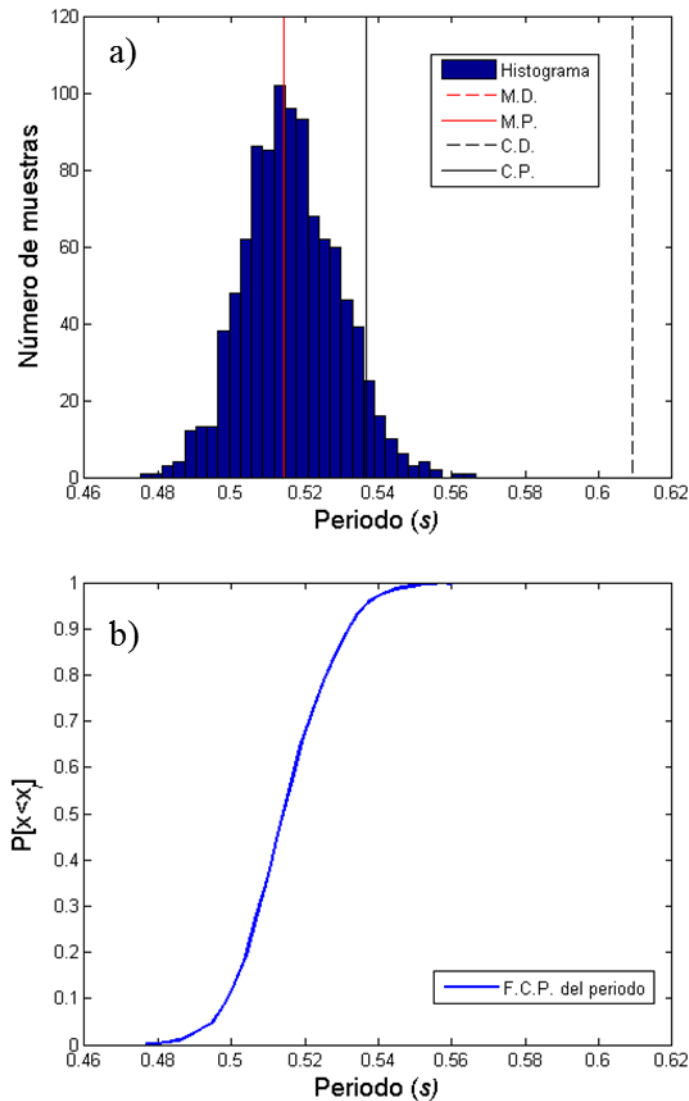 a)
120
100
80
60
40
20
0
Número de muestras
Histograma
M.D.
M.P.
C.D.
C.P.
0.46 0.48 0.5 0.52 0.54 0.56 0.58 0.6 0.62
Periodo (s)
b)
1
0.9
0.8
0.7
0.6
0.5
0.4
0.3
0.2
0.1
0
P[x<xi]
F.C.P. del periodo
0.46 0.48 0.5 0.52 0.54 0.56 0.58 0.6 0.62
Periodo (s)